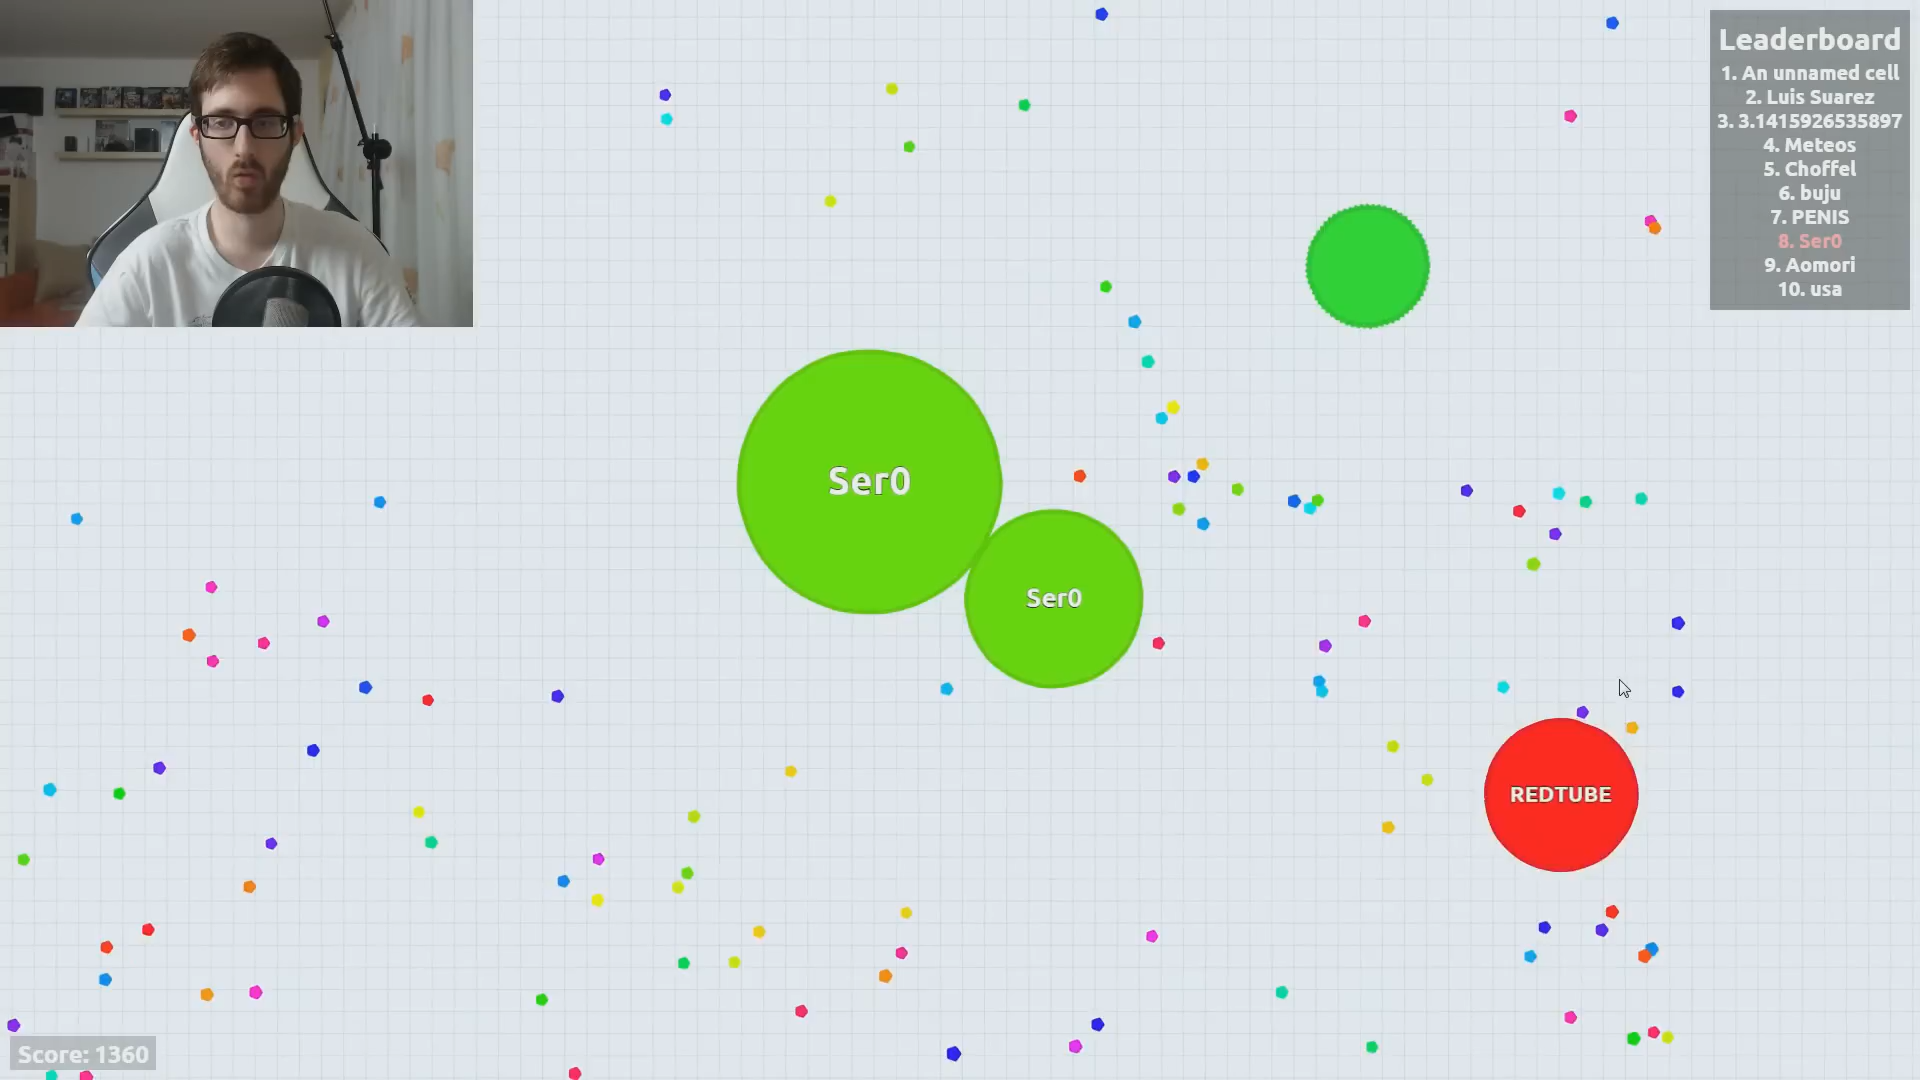 Leaderboard
1. An unnamed cell
2. Luis Suarez
3. 3.1415926535897
4. Meteos
5. Choffel
6. buju
7. PENIS
8. Ser0
9. Aomori
10. usa
Ser0
Ser0
REDTUBE
Score: 1360